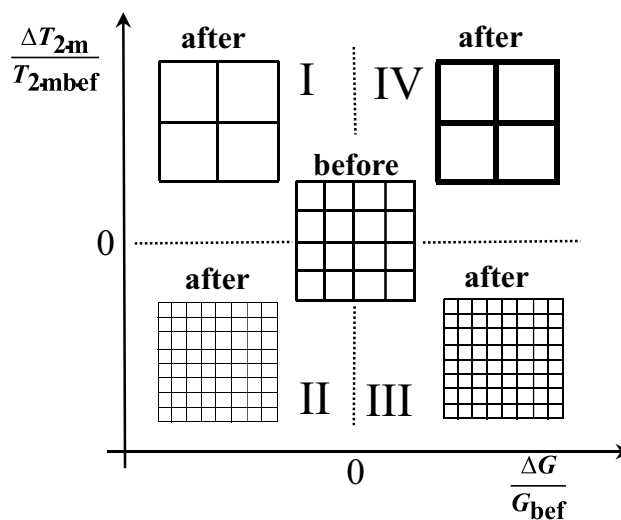 ΔT2-m
T2-mbef
after
I
IV
after
before
0
after
after
II
III
0
ΔG
Gbef